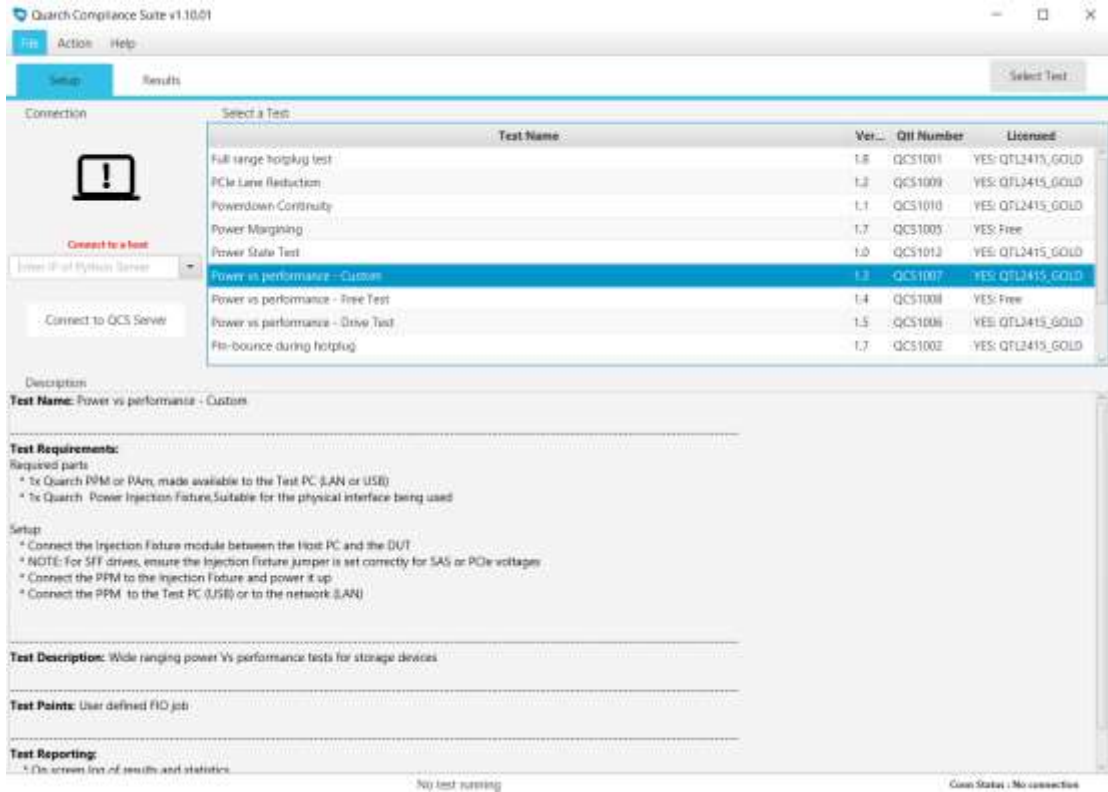 Quarch Compliance Suite v1.10.01
File Action Help
Setup Results Select Test
Connection Select a Test
Test Name Ver... Qtl Number Licensed
Full range hotplug test 1.8 QCS1001 YES: QTL2415_GOLD
PCIe Lane Reduction 1.2 QCS1009 YES: QTL2415_GOLD
Powerdown Continuity 1.1 QCS1010 YES: QTL2415_GOLD
Power Margining 1.7 QCS1005 YES: Free
Connect to a host
Power State Test 1.0 QCS1012 YES: QTL2415_GOLD
Enter IP of Python Server
Power vs performance - Custom 1.3 QCS1007 YES: QTL2415_GOLD
Power vs performance - Free Test 1.4 QCS1008 YES: Free
Connect to QCS Server
Power vs performance - Drive Test 1.5 QCS1006 YES: QTL2415_GOLD
Pin-bounce during hotplug 1.7 QCS1002 YES: QTL2415_GOLD
Description
Test Name: Power vs performance - Custom
Test Requirements:
Required parts
* 1x Quarch PPM or PAm, made available to the Test PC (LAN or USB)
* 1x Quarch Power Injection Fixture,Suitable for the physical interface being used
Setup
* Connect the Injection Fixture module between the Host PC and the DUT
* NOTE: For SFF drives, ensure the Injection Fixture jumper is set correctly for SAS or PCIe voltages
* Connect the PPM to the Injection Fixture and power it up
* Connect the PPM to the Test PC (USB) or to the network (LAN)
Test Description: Wide ranging power Vs performance tests for storage devices
Test Points: User defined FIO job
Test Reporting:
* On screen log of results and statistics
No test running Conn Status : No connection